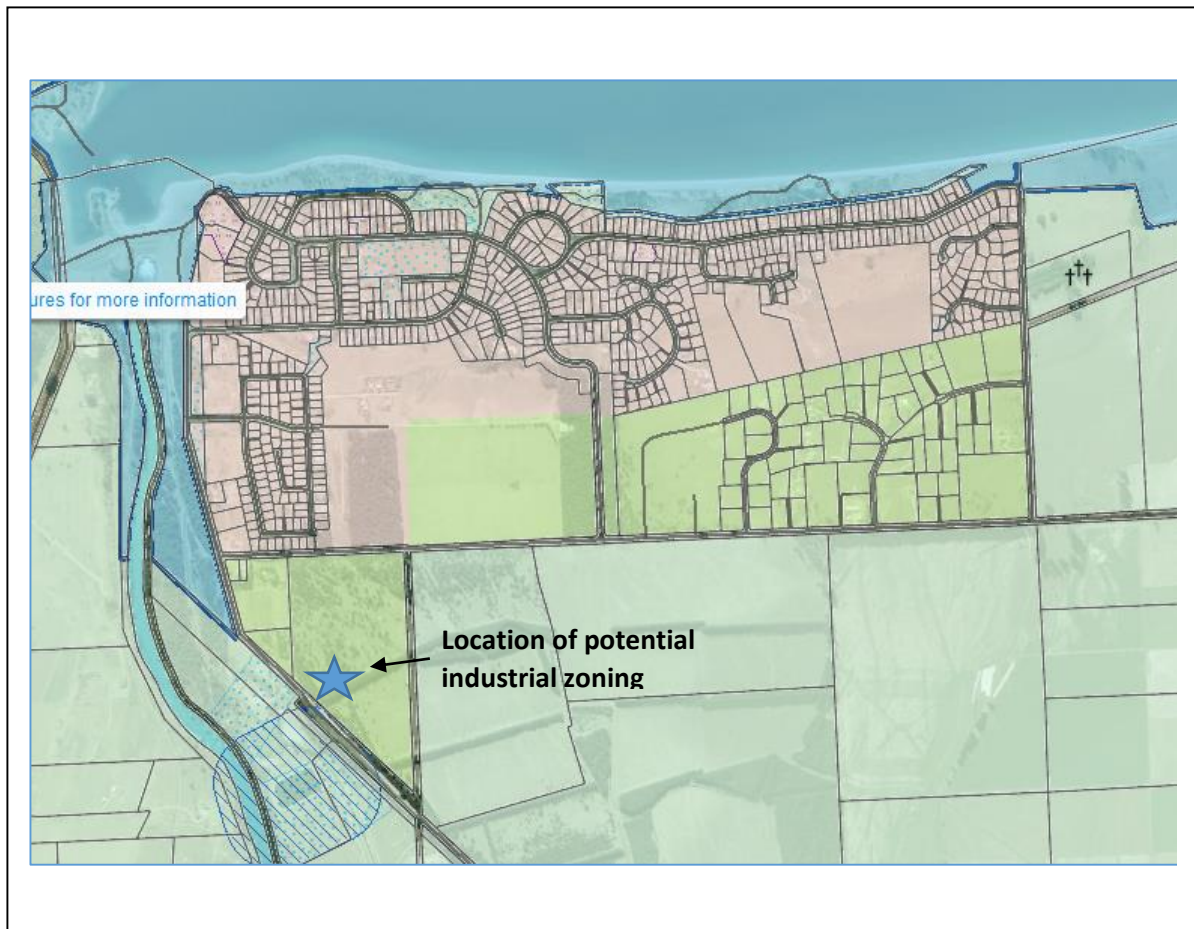 ures for more information
Location of potential
industrial zoning